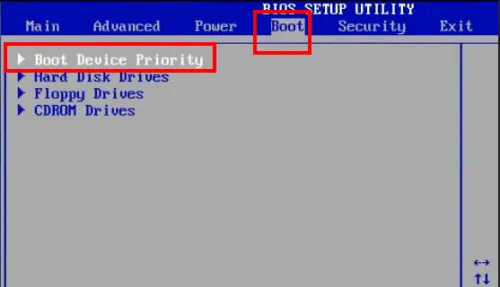 BIOS SETUP UTILITY
Main Advanced Power Boot Security Exit
Boot Device Priority
Hard Disk Drives
Floppy Drives
CDROM Drives